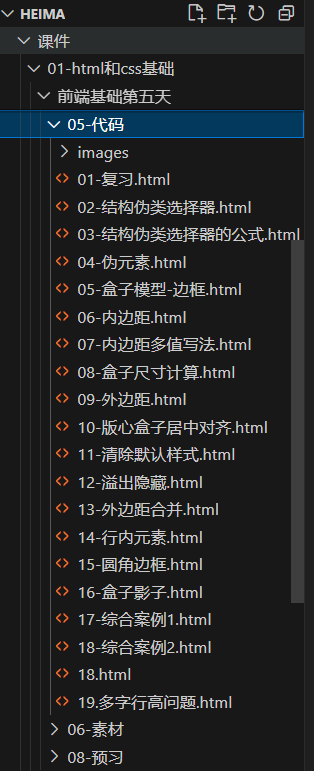 HEIMA
课件
01-html和css基础
前端基础第五天
05-代码
images
01-复习.html
02-结构伪类选择器.html
03-结构伪类选择器的公式.html
04-伪元素.html
05-盒子模型-边框.html
06-内边距.html
07-内边距多值写法.html
08-盒子尺寸计算.html
09-外边距.html
10-版心盒子居中对齐.html
11-清除默认样式.html
12-溢出隐藏.html
13-外边距合并.html
14-行内元素.html
15-圆角边框.html
16-盒子影子.html
17-综合案例1.html
18-综合案例2.html
18.html
19.多字行高问题.html
06-素材
08-预习